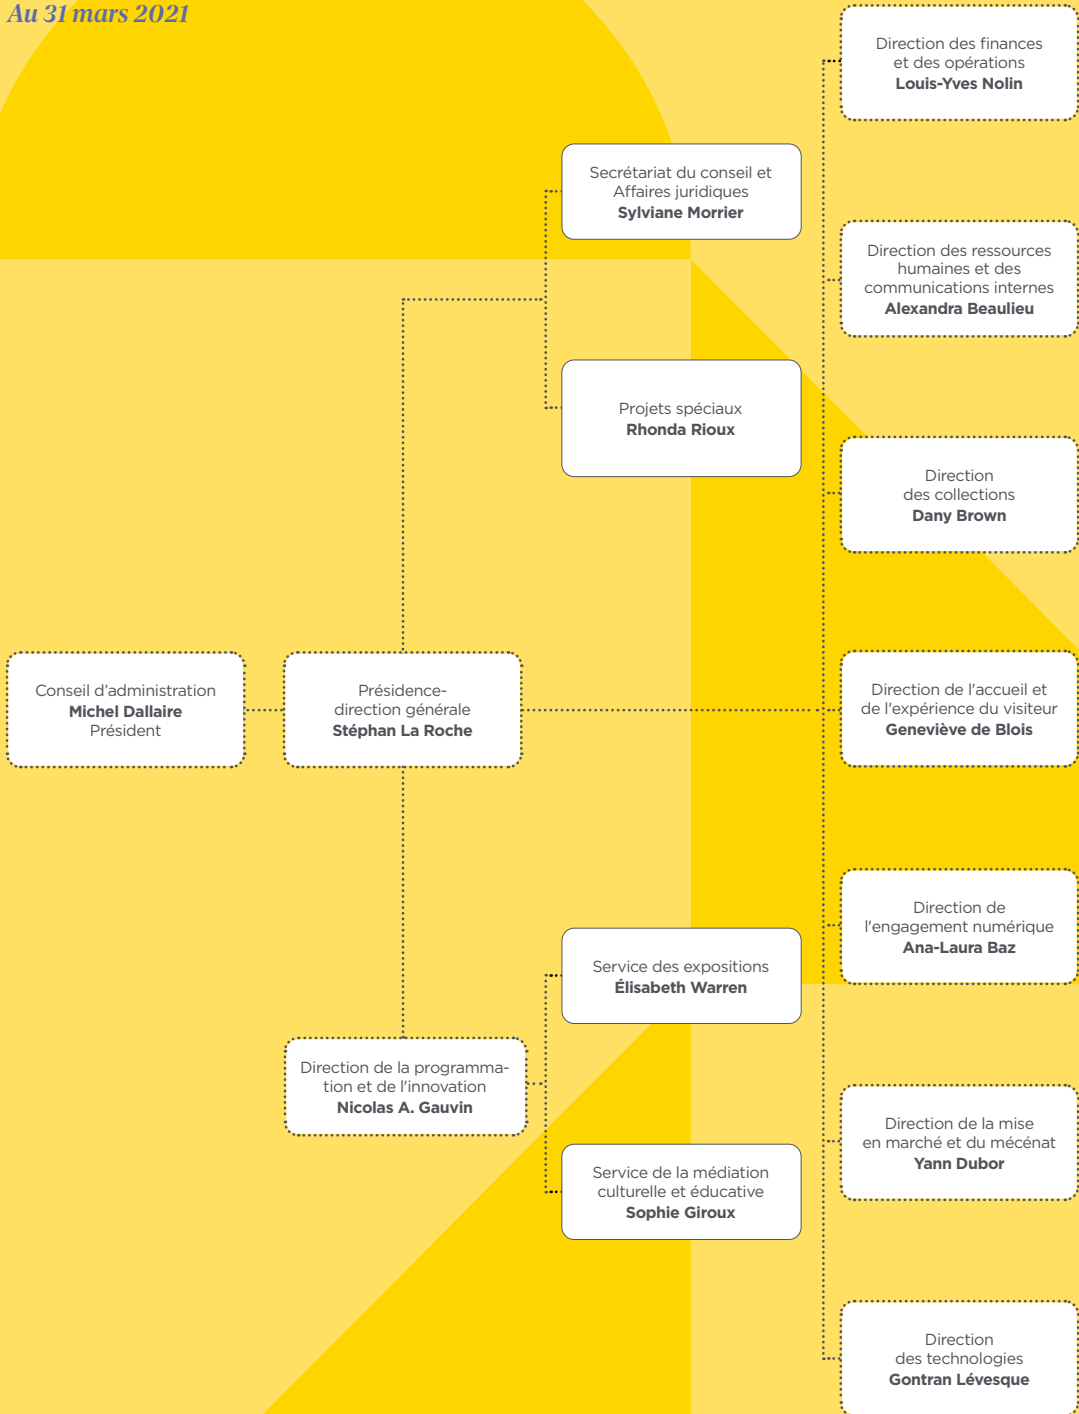 Au 31 mars 2021
Direction des finances
et des opérations
Louis-Yves Nolin
Secrétariat du conseil et
Affaires juridiques
Sylviane Morrier
Direction des ressources
humaines et des
communications internes
Alexandra Beaulieu
Projets spéciaux
Rhonda Rioux
Direction
des collections
Dany Brown
Conseil d'administration
Michel Dallaire
Président
Présidence-
direction générale
Stéphan La Roche
Direction de l'accueil et
de l'expérience du visiteur
Geneviève de Blois
Direction de
l'engagement numérique
Ana-Laura Baz
Service des expositions
Élisabeth Warren
Direction de la programma-
tion et de l'innovation
Nicolas A. Gauvin
Direction de la mise
en marché et du mécénat
Yann Dubor
Service de la médiation
culturelle et éducative
Sophie Giroux
Direction
des technologies
Gontran Lévesque